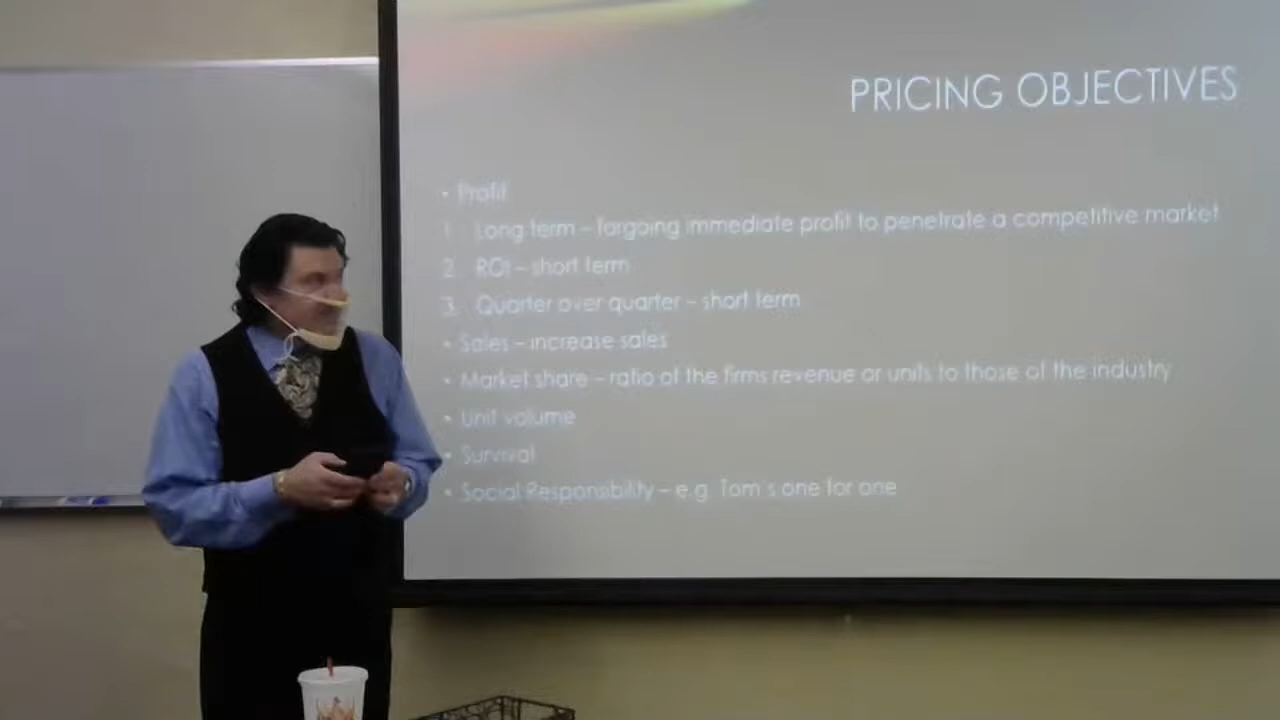 PRICING OBJECTIVES
• Profit
1. Long term – forgoing immediate profit to penetrate a competitive market
2. ROI – short term
3. Quarter over quarter – short term
• Sales – increase sales
• Market share – ratio of the firms revenue or units to those of the industry
• Unit volume
• Survival
• Social Responsibility – e.g. Tom's one for one